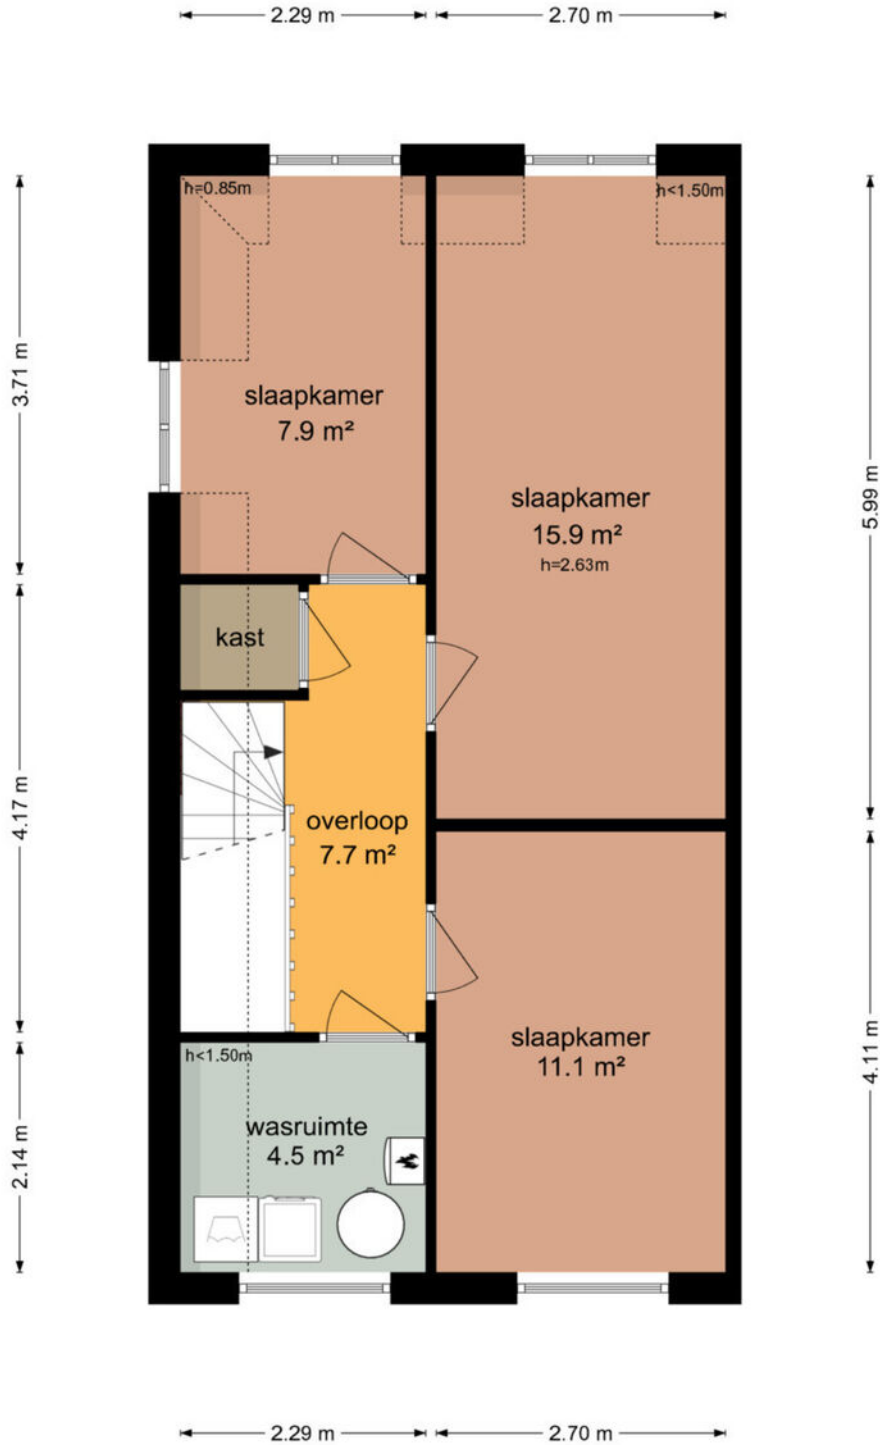 2.29 m
2.70 m
h=0.85m
h<1.50m
3.71 m
slaapkamer
7.9 m²
5.99 m
slaapkamer
15.9 m²
h=2.63m
kast
4.17 m
overloop
7.7 m²
slaapkamer
11.1 m²
4.11 m
h<1.50m
wasruimte
4.5 m²
2.14 m
2.29 m
2.70 m